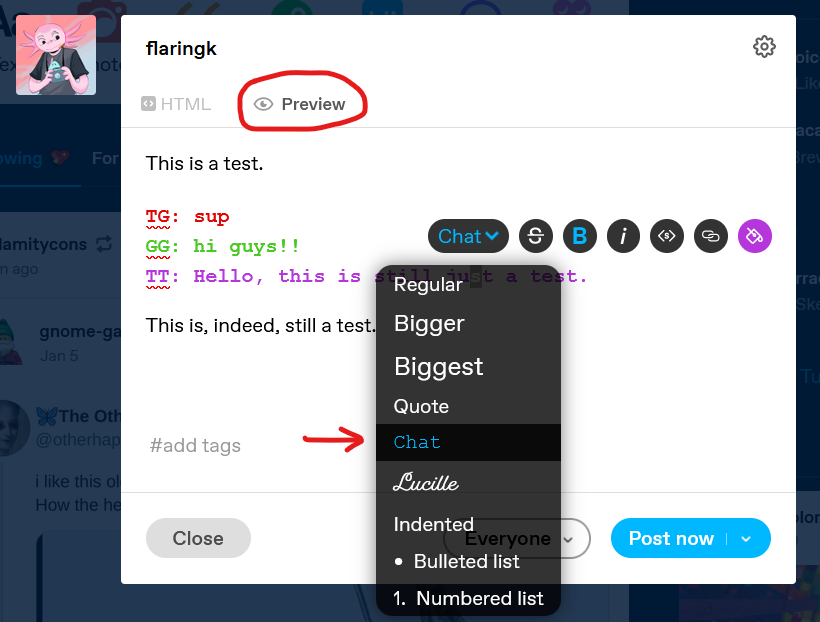 flaringk
HTML
Preview
This is a test.
TG: sup
GG: hi guys!!
TT: Hello, this is still just a test.
This is, indeed, still a test.
Chat
S
B
i
Regular
Bigger
Biggest
Quote
Chat
Lucille
Indented
• Bulleted list
1. Numbered list
#add tags
Close
Everyone
Post now
For
lamitycons
m ago
gnome-ga
Jan 5
The Oth
@otherhap
i like this ol
How the he